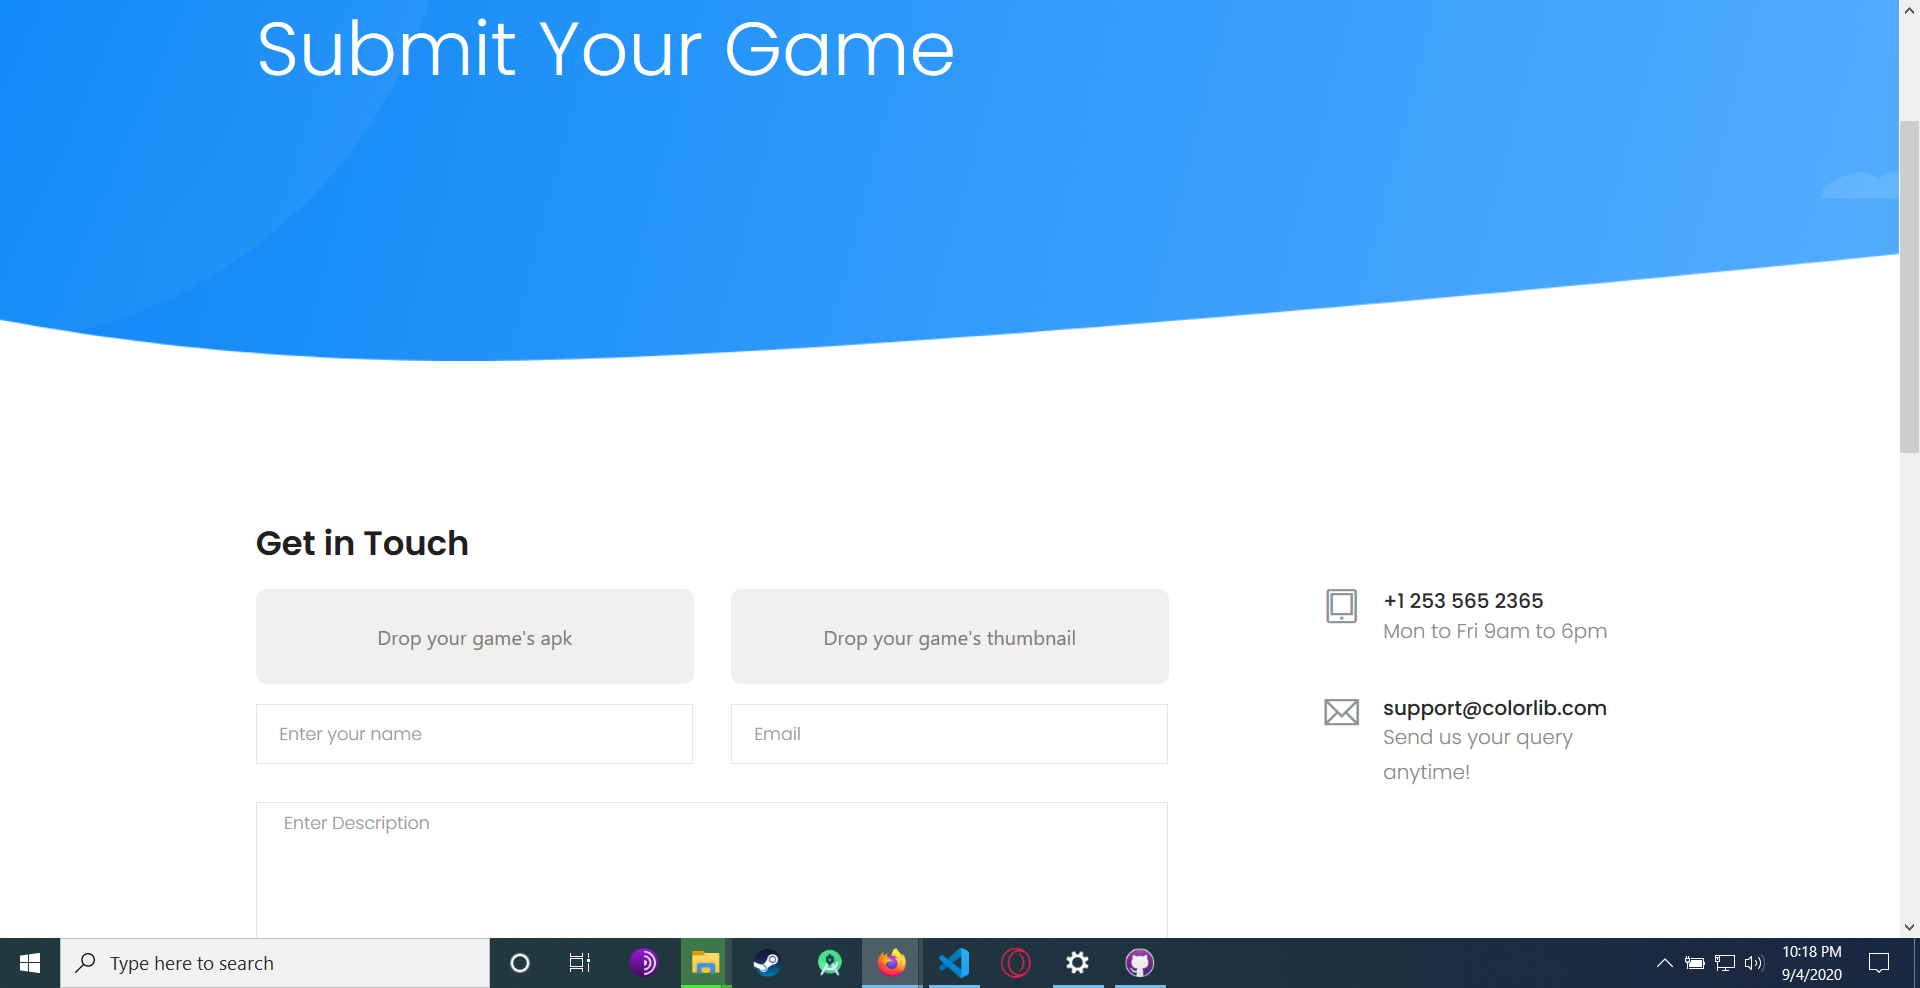 Submit Your Game
Get in Touch
Drop your game's apk
Drop your game's thumbnail
Enter your name
Email
Enter Description
+1 253 565 2365
Mon to Fri 9am to 6pm
support@colorlib.com
Send us your query
anytime!
Type here to search
10:18 PM
9/4/2020